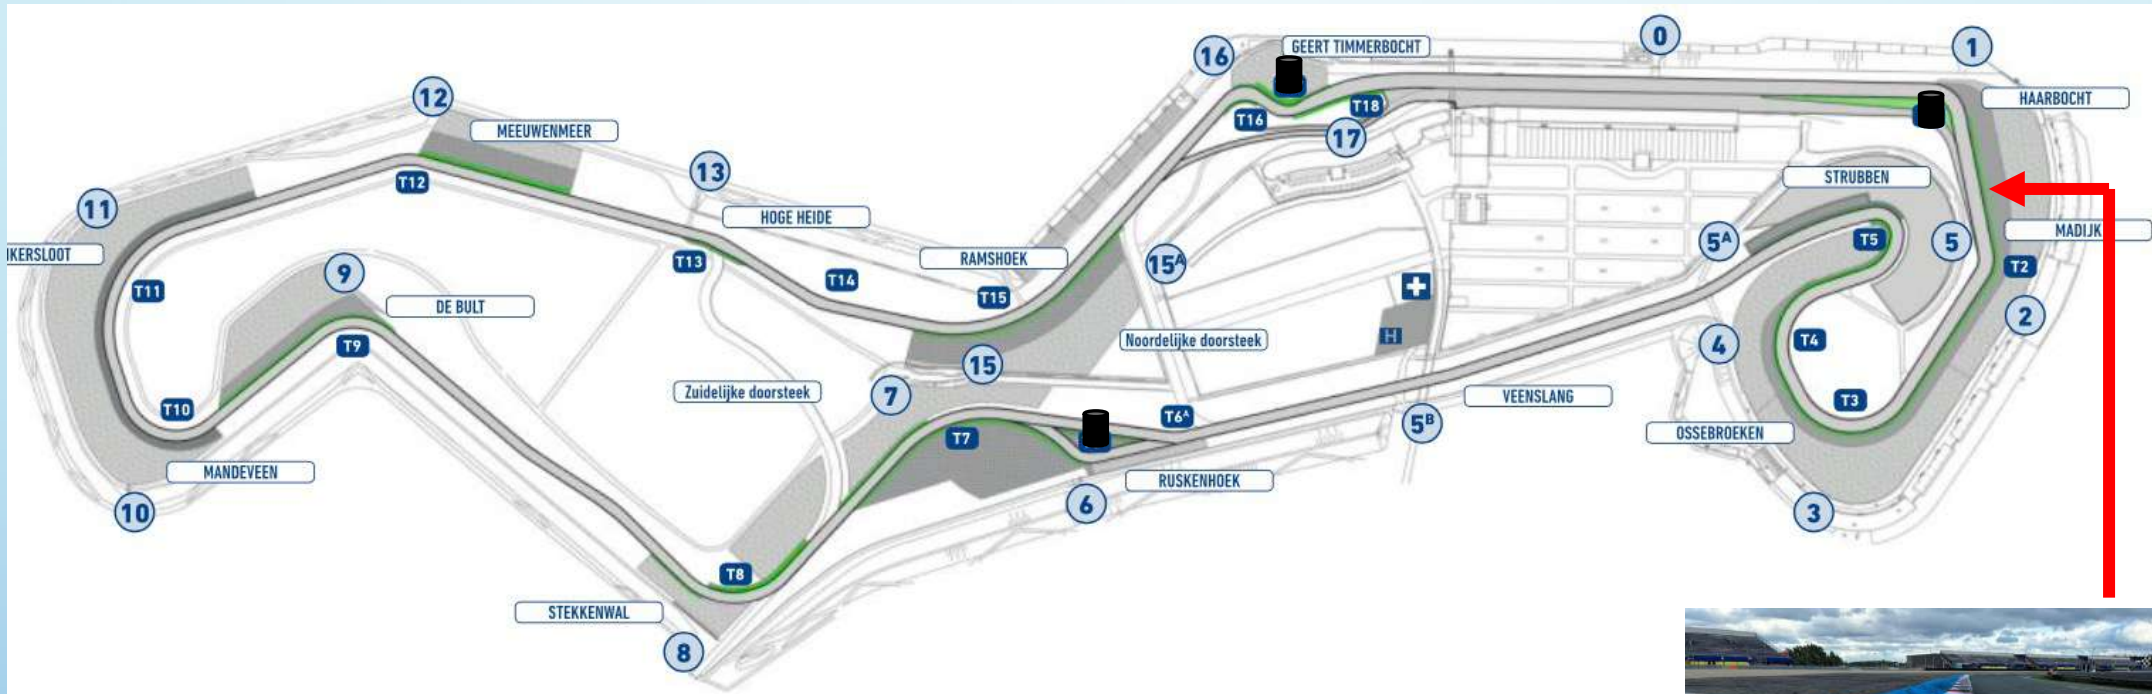 16
GEERT TIMMERBOCHT
0
1
12
HAARBOCHT
MEEUWENMEER
T16
T18
17
13
T12
STRUBBEN
11
HOGE HEIDE
5ᴬ
T5
5
MADIJK
IKERSLOOT
RAMSHOEK
15ᴬ
T13
T2
9
T14
T15
T11
DE BULT
H
2
T9
Noordelijke doorsteek
T4
4
15
Zuidelijke doorsteek
7
VEENSLANG
T10
T6ᴬ
5ᴮ
T3
T7
OSSEBROEKEN
MANDEVEEN
RUSKENHOEK
10
6
3
T8
STEKKENWAL
8